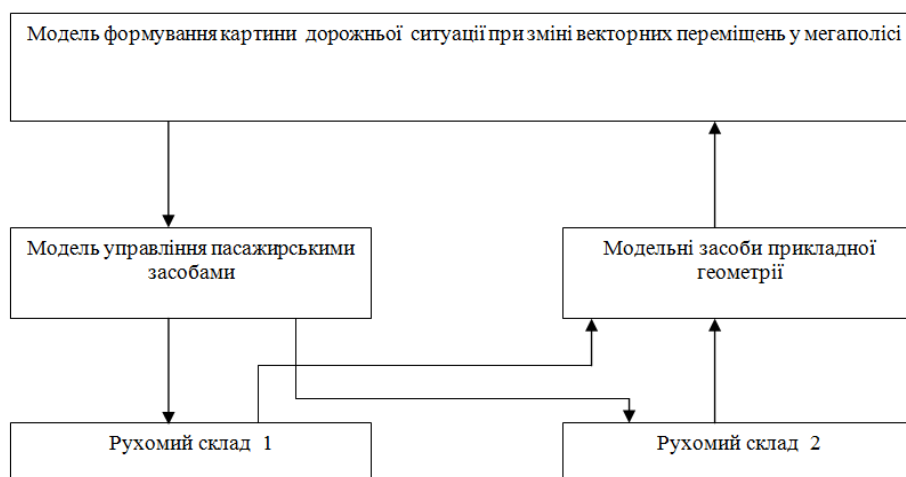 Модель формування картини дорожньої ситуації при зміні векторних переміщень у мегаполісі
Модель управління пасажирськими
засобами
Модельні засоби прикладної
геометрії
Рухомий склад 1
Рухомий склад 2